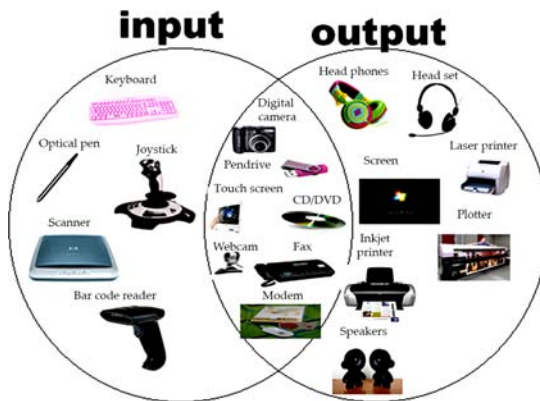 input
output
Keyboard
Optical pen
Joystick
Scanner
Bar code reader
Digital
camera
Pendrive
Touch screen
CD/DVD
Webcam
Fax
Modem
Head phones
Head set
Laser printer
Screen
Plotter
Inkjet
printer
Speakers